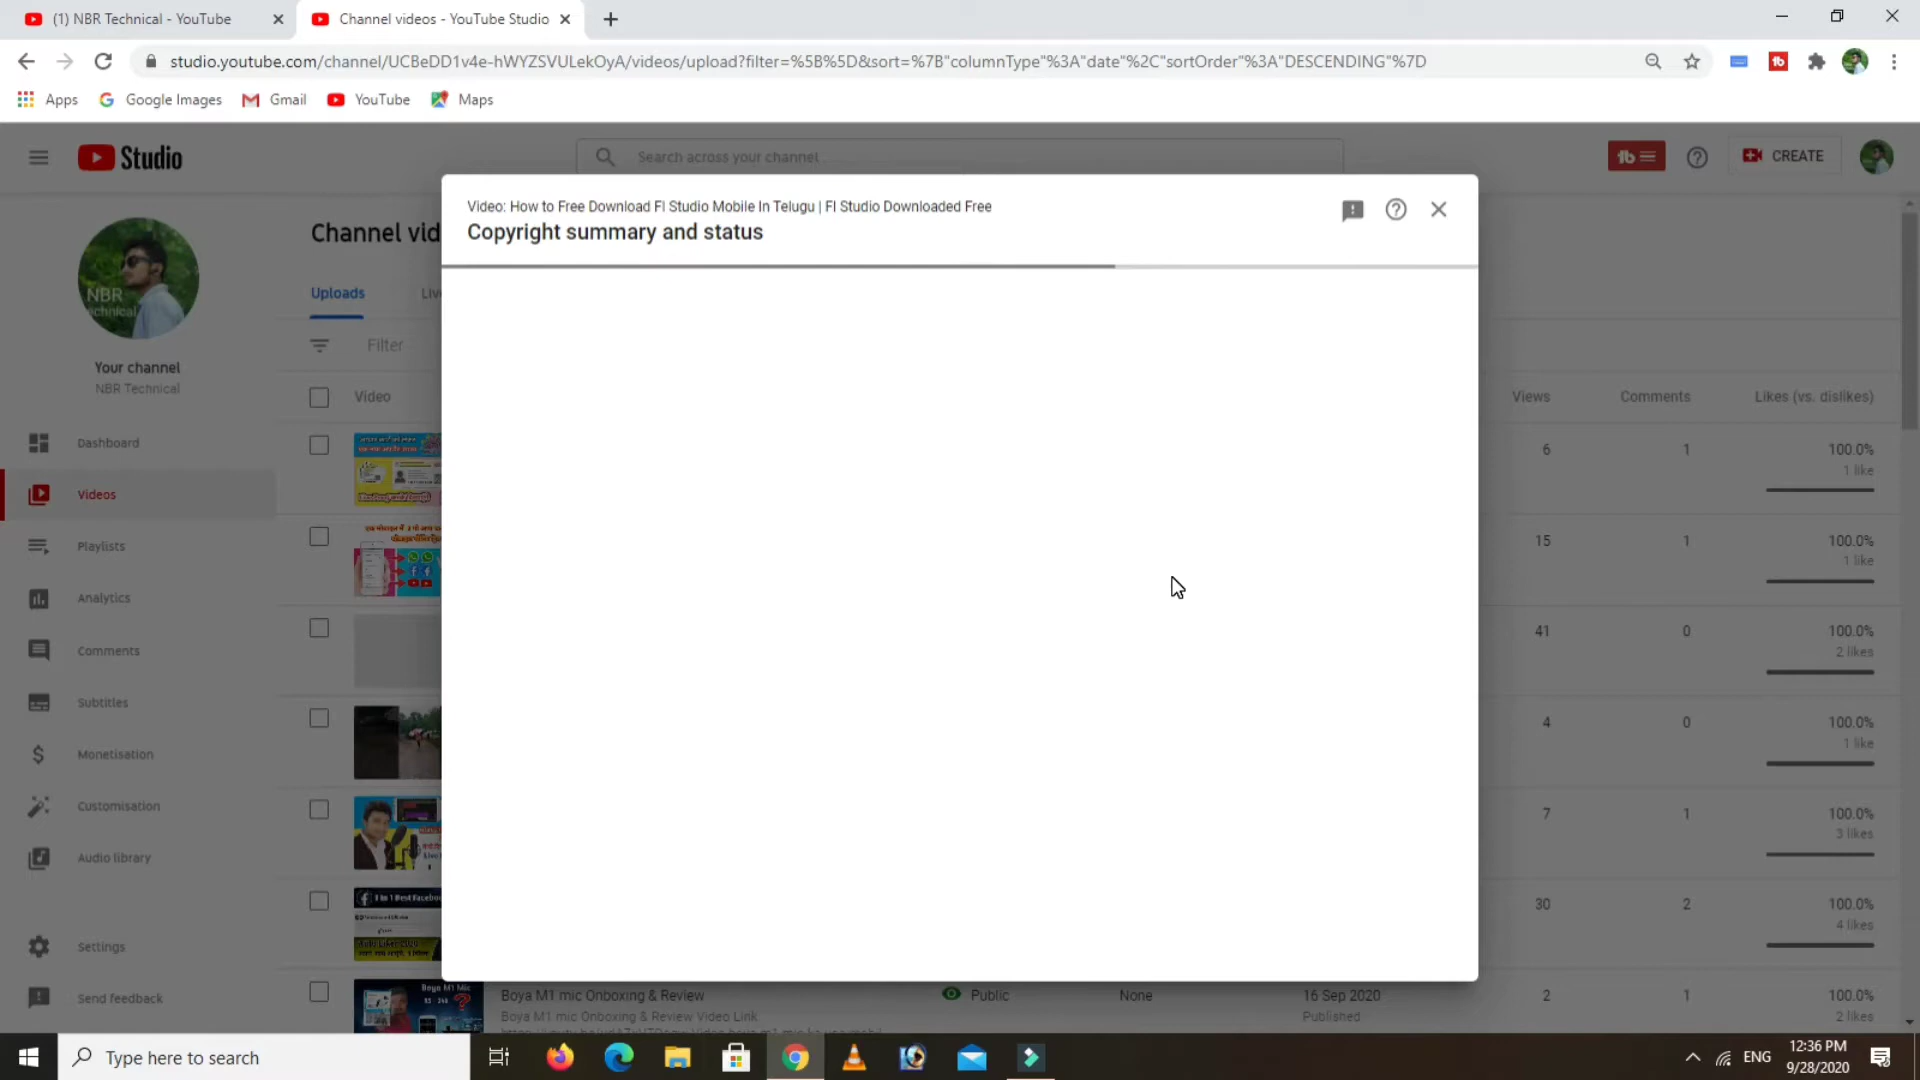 (1) NBR Technical - YouTube
Channel videos - YouTube Studio
studio.youtube.com/channel/UCBeDD1v4e-hWYZSVULekOyA/videos/upload?filter=%5B%5D&sort=%7B"columnType"%3A"date"%2C"sortOrder"%3A"DESCENDING"%7D
Apps
Google Images
Gmail
YouTube
Maps
Studio
Search across your channel
CREATE
Video: How to Free Download Fl Studio Mobile In Telugu | Fl Studio Downloaded Free
Copyright summary and status
NBR
Your channel
NBR Technical
Dashboard
Videos
Playlists
Analytics
Comments
Subtitles
Monetisation
Customisation
Audio library
Settings
Send feedback
Channel vid
Uploads
Filter
Video
Views
Comments
Likes (vs. dislikes)
6
1
100.0%
1 like
15
1
100.0%
1 like
41
0
100.0%
2 likes
4
0
100.0%
1 like
7
1
100.0%
3 likes
30
2
100.0%
4 likes
Boya M1 Mic
Boya M1 mic Onboxing & Review
Boya M1 mic Onboxing & Review Video Link
Public
None
16 Sep 2020
Published
2
1
100.0%
2 likes
Type here to search
ENG
12:36 PM
9/28/2020